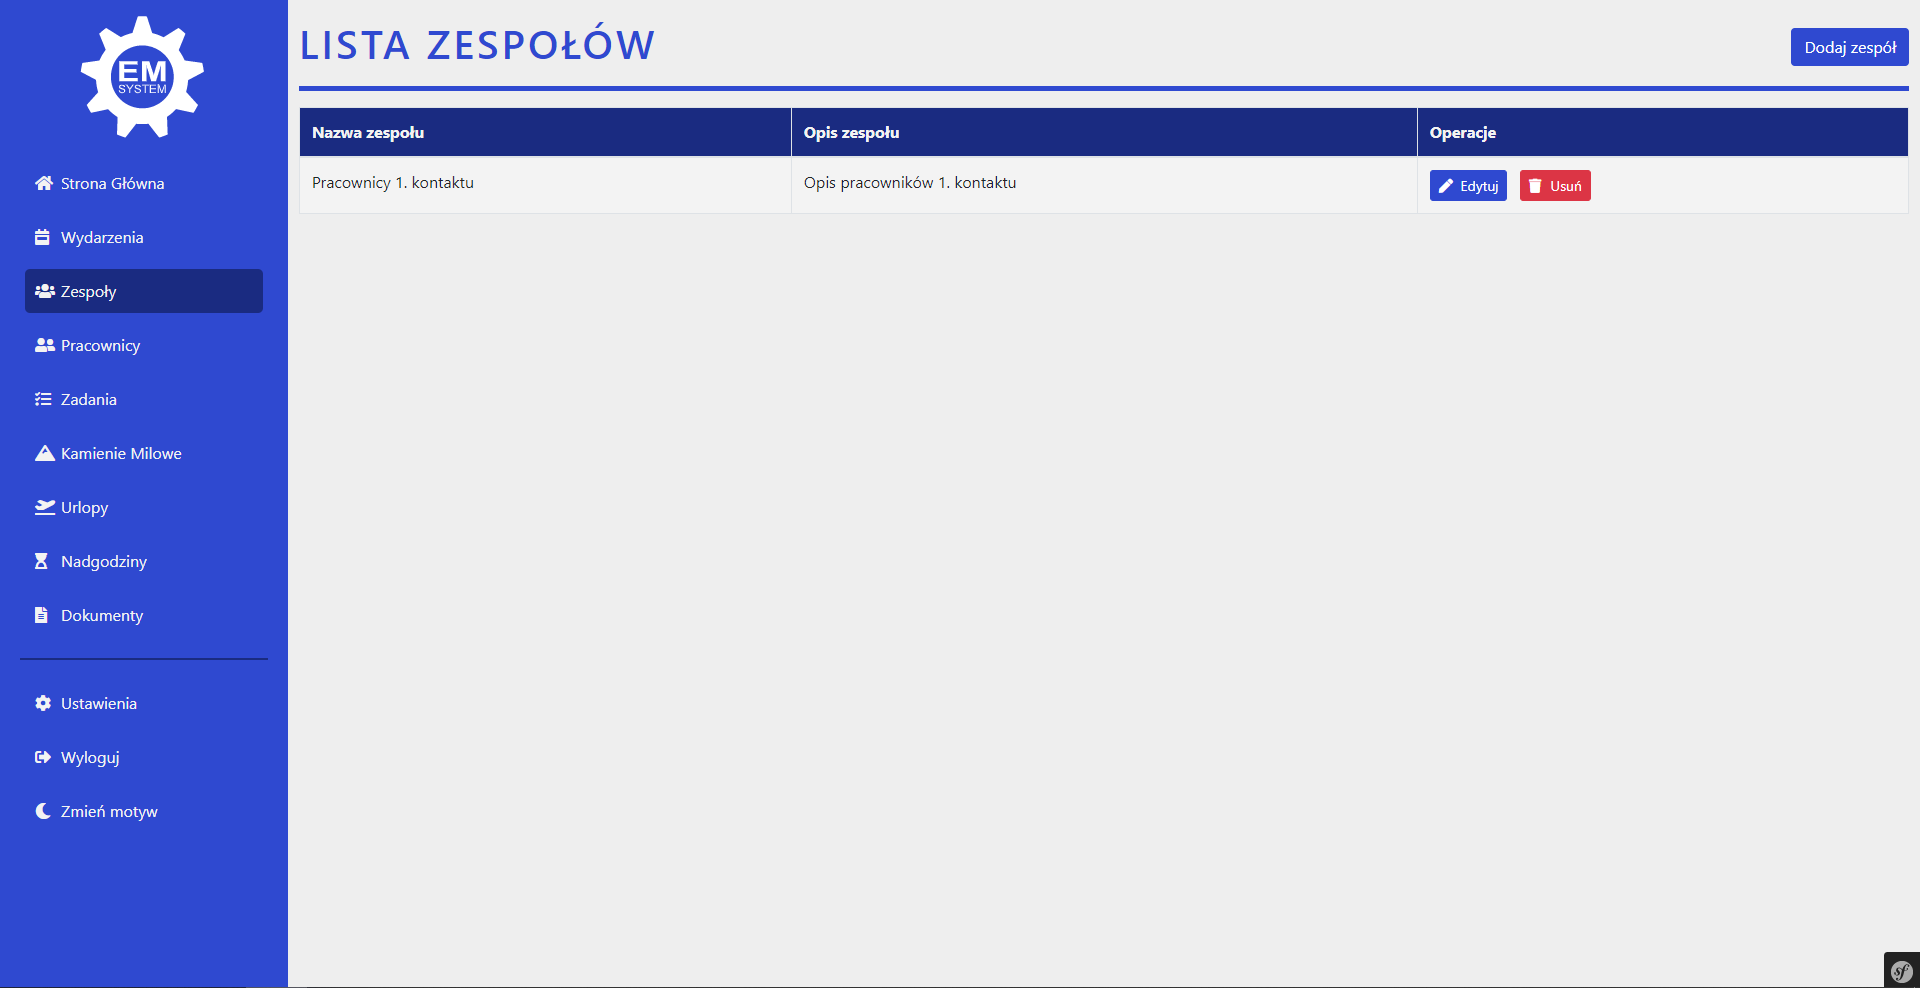 EM
SYSTEM
Strona Główna
Wydarzenia
Zespoły
Pracownicy
Zadania
Kamienie Milowe
Urlopy
Nadgodziny
Dokumenty
Ustawienia
Wyloguj
Zmień motyw
LISTA ZESPOŁÓW
Dodaj zespół
Nazwa zespołu Opis zespołu Operacje
Pracownicy 1. kontaktu Opis pracowników 1. kontaktu Edytuj Usuń
sf